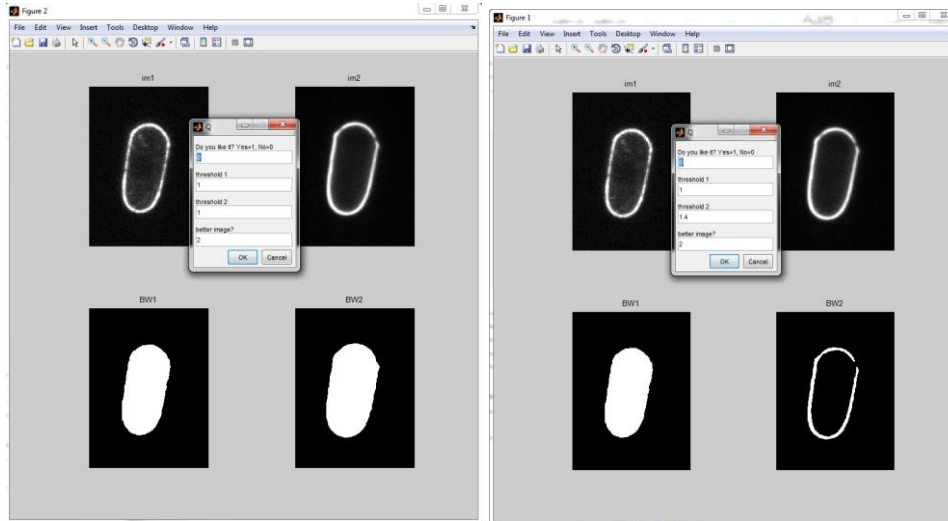 Figure 2
File Edit View Insert Tools Desktop Window Help
im1
im2
Q
Do you like it? Yes=1, No=0
0
threshold 1
1
threshold 2
1
better image?
2
OK Cancel
BW1
BW2
Figure 1
File Edit View Insert Tools Desktop Window Help
im1
im2
Q
Do you like it? Yes=1, No=0
0
threshold 1
1
threshold 2
1.4
better image?
2
OK Cancel
BW1
BW2